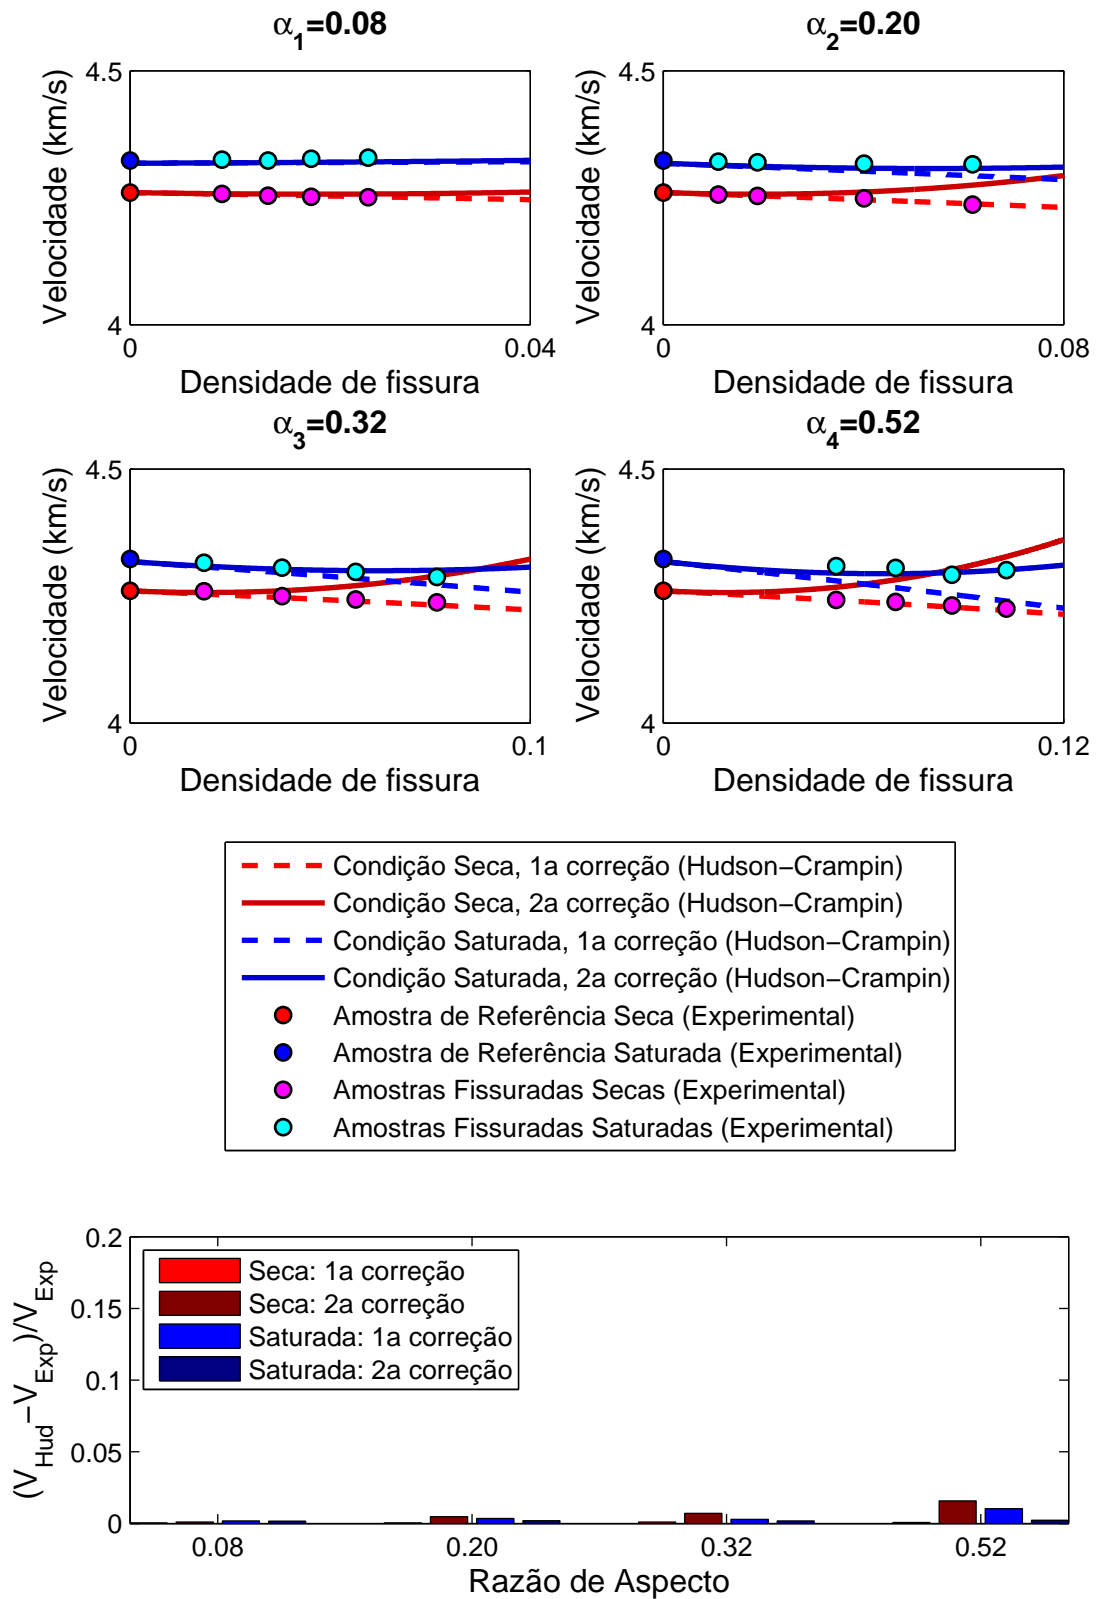 α1=0.08
Velocidade (km/s)
4.5
4
0
0.04
Densidade de fissura
α2=0.20
Velocidade (km/s)
4.5
4
0
0.08
Densidade de fissura
α3=0.32
Velocidade (km/s)
4.5
4
0
0.1
Densidade de fissura
α4=0.52
Velocidade (km/s)
4.5
4
0
0.12
Densidade de fissura
Condição Seca, 1a correção (Hudson−Crampin)
Condição Seca, 2a correção (Hudson−Crampin)
Condição Saturada, 1a correção (Hudson−Crampin)
Condição Saturada, 2a correção (Hudson−Crampin)
Amostra de Referência Seca (Experimental)
Amostra de Referência Saturada (Experimental)
Amostras Fissuradas Secas (Experimental)
Amostras Fissuradas Saturadas (Experimental)
(V_Hud−V_Exp)/V_Exp
0.2
0.15
0.1
0.05
0
Seca: 1a correção
Seca: 2a correção
Saturada: 1a correção
Saturada: 2a correção
0.08
0.20
0.32
0.52
Razão de Aspecto